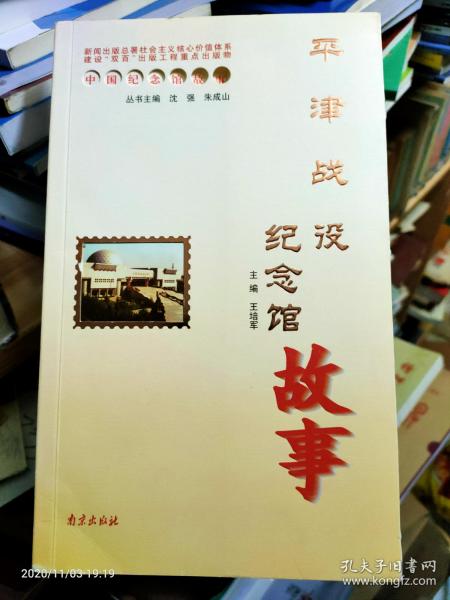 新闻出版总署社会主义核心价值体系
建设“双百”出版工程重点出版物
中国纪念馆故事
丛书主编 沈强 朱成山
平津战设
纪念馆
故事
主编 王培军
南京出版社
2020/11/03 19:19
孔夫子旧书网
www.kongfz.com